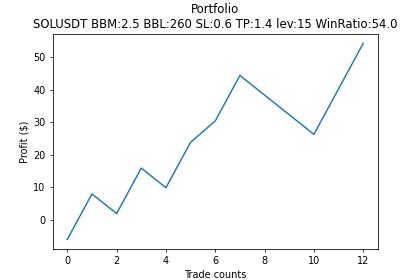 Portfolio
SOLUSDT BBM:2.5 BBL:260 SL:0.6 TP:1.4 lev:15 WinRatio:54.0
50
40
30
20
10
0
Profit ($)
0 2 4 6 8 10 12
Trade counts